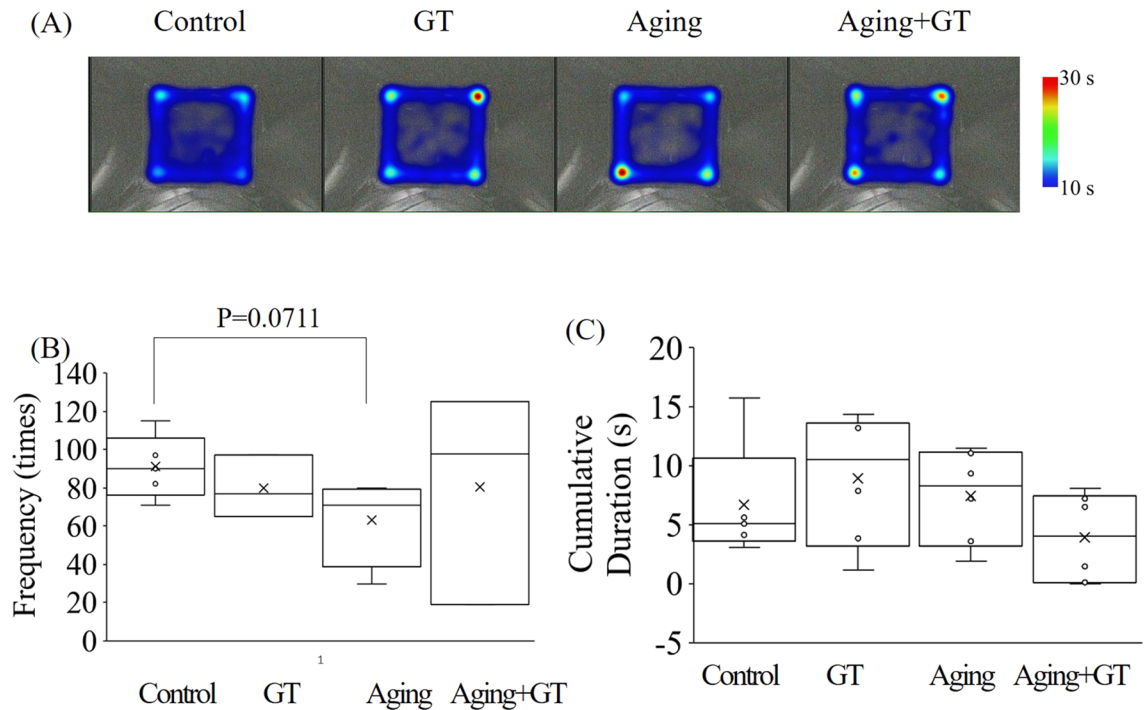 (A) Control GT Aging Aging+GT
30 s
10 s
P=0.0711
(B)
Frequency (times)
140
120
100
80
60
40
20
0
1
Control GT Aging Aging+GT
(C)
Cumulative
Duration (s)
20
15
10
5
0
-5
Control GT Aging Aging+GT